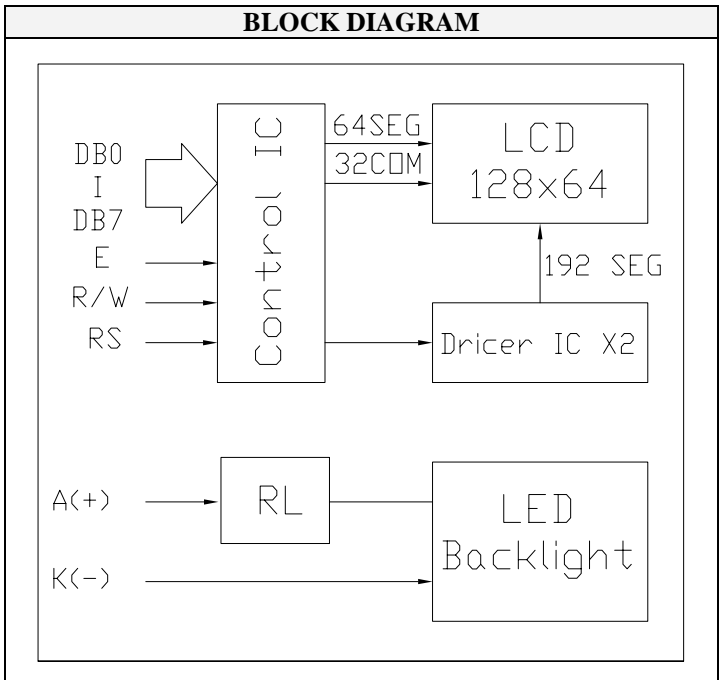 BLOCK DIAGRAM
DB0
I
DB7
E
R/W
RS
Control IC
64SEG
32COM
LCD
128x64
192 SEG
Dricer IC X2
A(+)
K(-)
RL
LED
Backlight